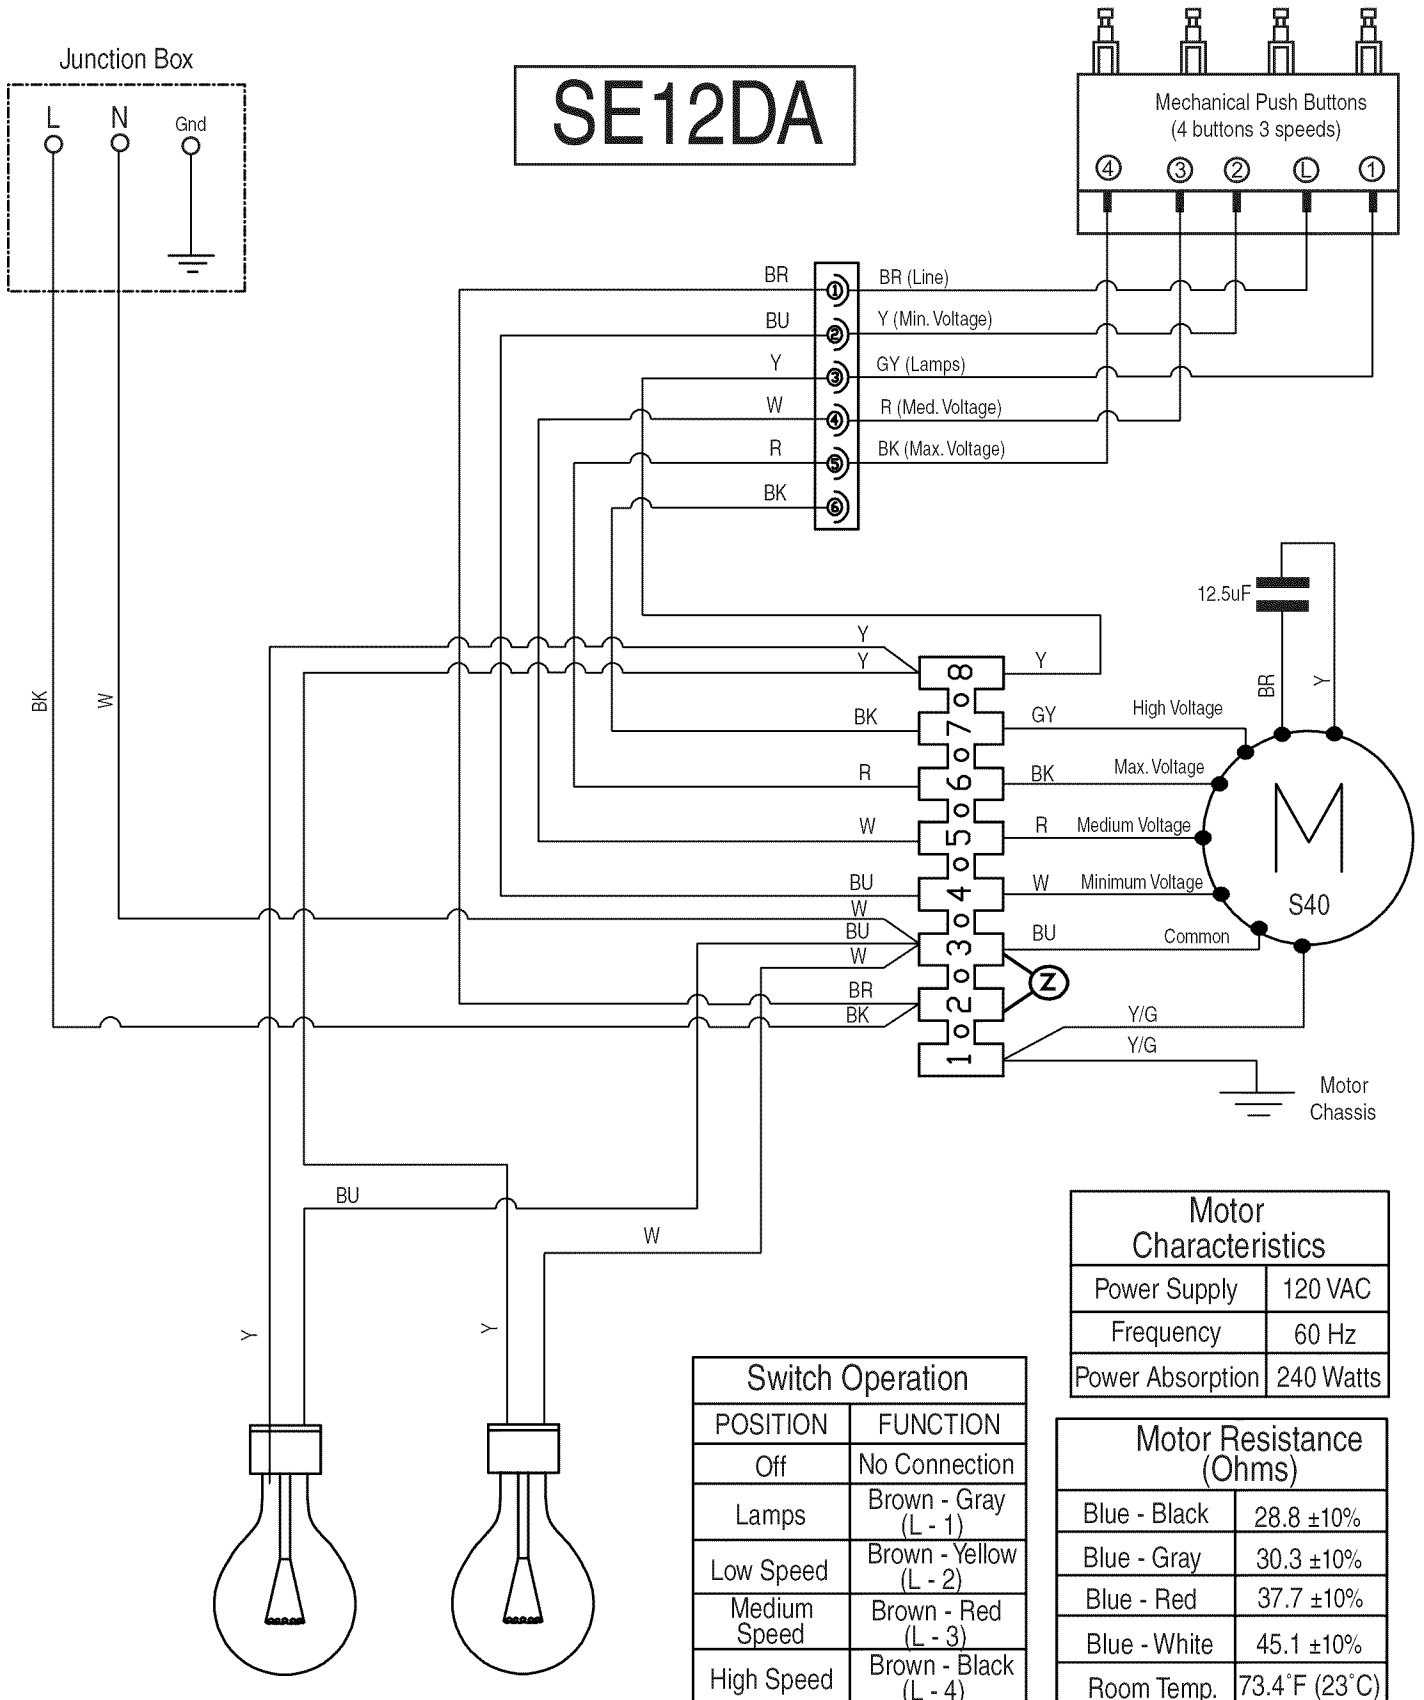 Junction Box
L N Gnd
SE12DA
Mechanical Push Buttons
(4 buttons 3 speeds)
4 3 2 L 1
BR 1 BR (Line)
BU 2 Y (Min. Voltage)
Y 3 GY (Lamps)
W 4 R (Med. Voltage)
R 5 BK (Max. Voltage)
BK 6
12.5uF
BR
Y
BK
W
Y
Y 8 Y
BK 7 GY High Voltage
R 6 BK Max. Voltage
W 5 R Medium Voltage
BU 4 W Minimum Voltage
W
BU 3 BU Common
W
BR 2
BK
1
M
S40
Z
Y/G
Y/G
Motor
Chassis
BU
W
Y
Y
Motor
Characteristics
Power Supply 120 VAC
Frequency 60 Hz
Power Absorption 240 Watts
Switch Operation
POSITION FUNCTION
Off No Connection
Lamps Brown - Gray
(L - 1)
Low Speed Brown - Yellow
(L - 2)
Medium
Speed Brown - Red
(L - 3)
High Speed Brown - Black
(L - 4)
Motor Resistance
(Ohms)
Blue - Black 28.8 ±10%
Blue - Gray 30.3 ±10%
Blue - Red 37.7 ±10%
Blue - White 45.1 ±10%
Room Temp. 73.4˚F (23˚C)